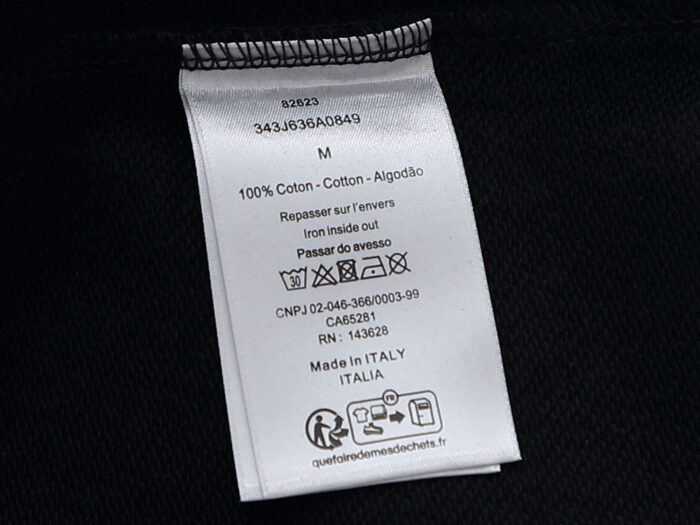 82623
343J636A0849
M
100% Coton - Cotton - Algodão
Repasser sur l'envers
Iron inside out
Passar do avesso
30
CNPJ 02-046-366/0003-99
CA65281
RN : 143628
Made In ITALY
ITALIA
FR
quefairedemesdechets.fr